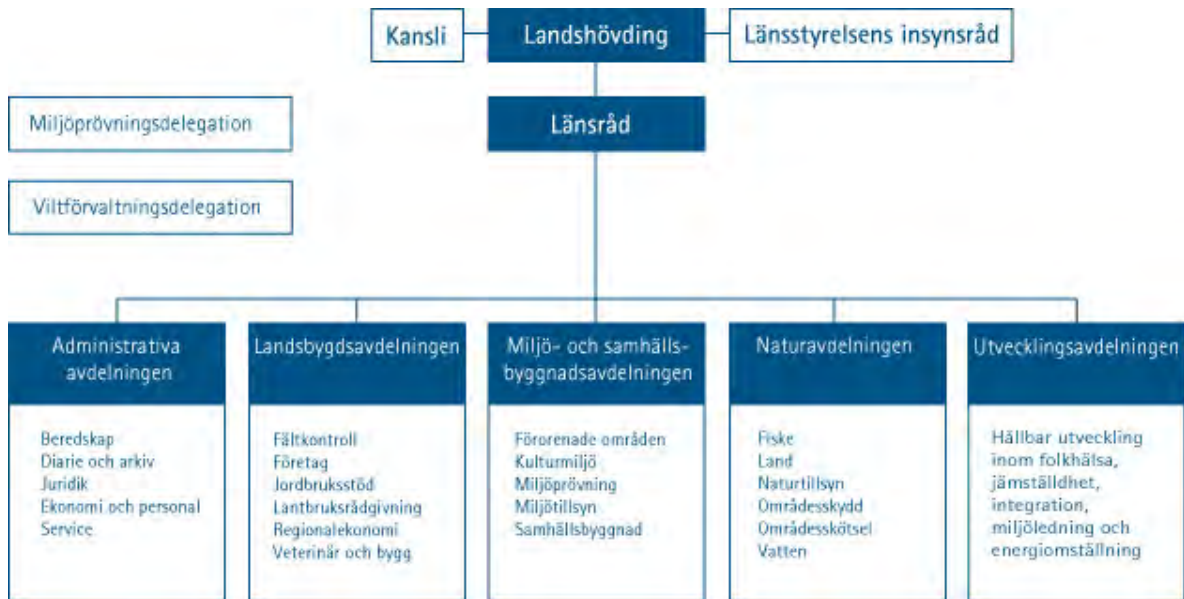 Kansli
Landshövding
Länsstyrelsens insynsråd
Miljöprövningsdelegation
Länsråd
Viltförvaltningsdelegation
Administrativa
avdelningen
Beredskap
Diarie och arkiv
Juridik
Ekonomi och personal
Service
Landsbygdsavdelningen
Fältkontroll
Företag
Jordbruksstöd
Lantbruksrådgivning
Regionalekonomi
Veterinär och bygg
Miljö- och samhälls-
byggnadsavdelningen
Förorenade områden
Kulturmiljö
Miljöprövning
Miljötillsyn
Samhällsbyggnad
Naturavdelningen
Fiske
Land
Naturtillsyn
Områdesskydd
Områdesskötsel
Vatten
Utvecklingsavdelningen
Hållbar utveckling
inom folkhälsa,
jämställdhet,
integration,
miljöledning och
energiomställning